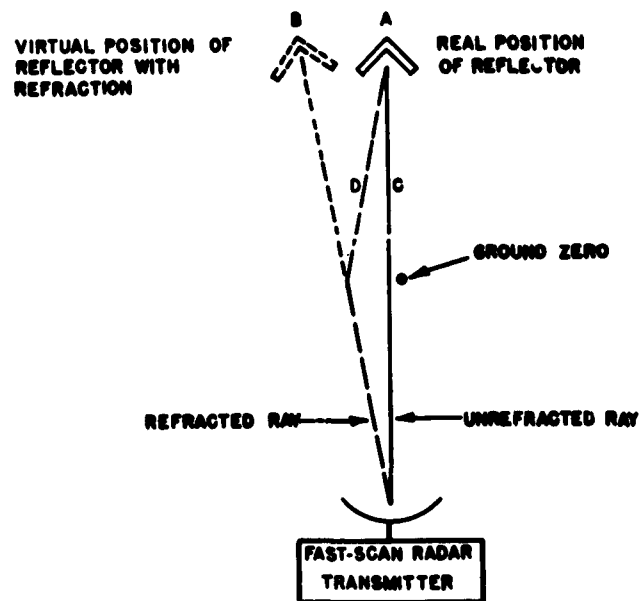 B
A
VIRTUAL POSITION OF
REFLECTOR WITH
REFRACTION
REAL POSITION
OF REFLECTOR
D
C
GROUND ZERO
REFRACTED RAY
UNREFRACTED RAY
FAST-SCAN RADAR
TRANSMITTER